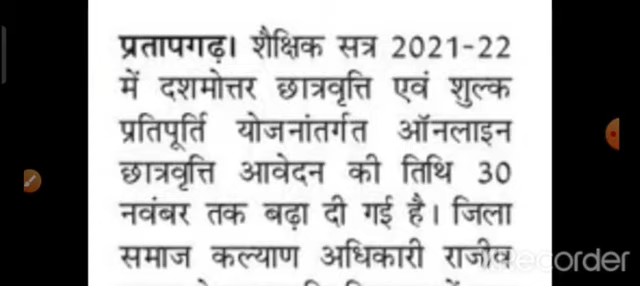 प्रतापगढ़। शैक्षिक सत्र 2021-22
में दशमोत्तर छात्रवृत्ति एवं शुल्क
प्रतिपूर्ति योजनांतर्गत ऑनलाइन
छात्रवृत्ति आवेदन की तिथि 30
नवंबर तक बढ़ा दी गई है। जिला
समाज कल्याण अधिकारी राजीव